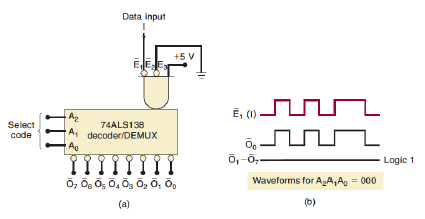 Data input
I
+5 V
Ē₁ Ē₂ E₃
A₂
Select
code
A₁
A₀
74ALS138
decoder/DEMUX
Ō₇ Ō₆ Ō₅ Ō₄ Ō₃ Ō₂ Ō₁ Ō₀
(a)
Ē₁ (I)
Ō₀
Ō₁–Ō₇
Logic 1
Waveforms for A₂A₁A₀ = 000
(b)